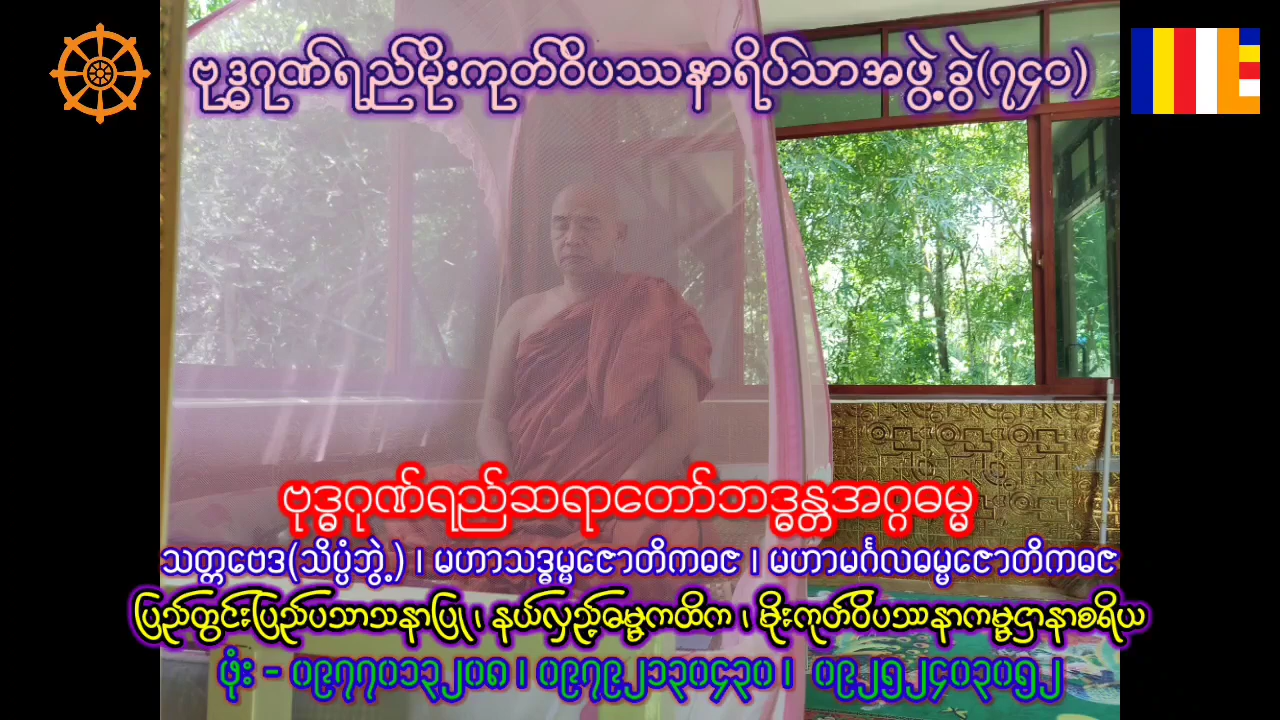 ဗုဒ္ဓဂုဏ်ရည်မိုးကုတ်ဝိပဿနာရိပ်သာအဖွဲ့ခွဲ(၇၄၀)
ဗုဒ္ဓဂုဏ်ရည်ဆရာတော်ဘဒ္ဓန္တအဂ္ဂဓမ္မ
သတ္တဗေဒ(သိပ္ပံဘွဲ့) ၊ မဟာသဒ္ဓမ္မဇောတိကဓဇ ၊ မဟာမင်္ဂလဓမ္မဇောတိကဓဇ
ပြည်တွင်းပြည်ပသာသနာပြု ၊ နယ်လှည့်ဓမ္မကထိက ၊ မိုးကုတ်ဝိပဿနာကမ္မဋ္ဌာနာစရိယ
ဖုံး - ၀၉၇၇၀၁၃၂၀၈ ၊ ၀၉၇၉၂၁၃၀၄၃၀ ၊ ၀၉၂၅၂၄၀၃၀၅၂